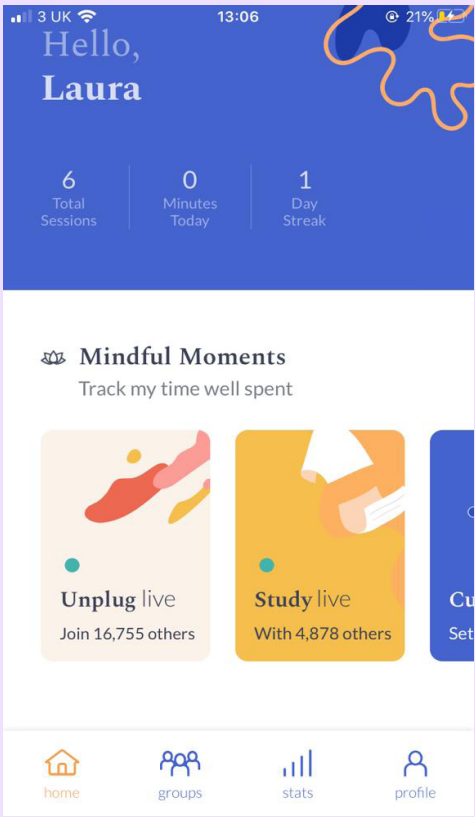 3 UK 13:06 21%
Hello,
Laura
6 0 1
Total Minutes Day
Sessions Today Streak
Mindful Moments
Track my time well spent
Unplug live
Join 16,755 others
Study live
With 4,878 others
Cu
Set
home groups stats profile